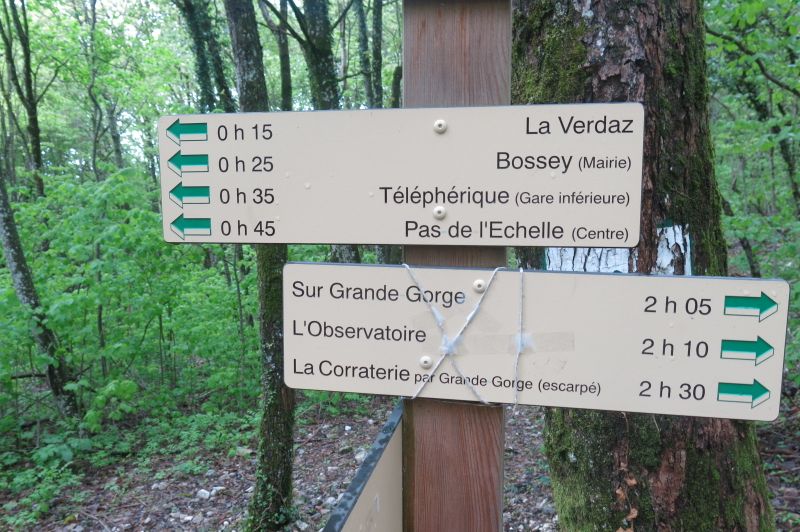 0 h 15 La Verdaz
0 h 25 Bossey (Mairie)
0 h 35 Téléphérique (Gare inférieure)
0 h 45 Pas de l'Echelle (Centre)
Sur Grande Gorge 2 h 05
L'Observatoire 2 h 10
La Corraterie par Grande Gorge (escarpé) 2 h 30